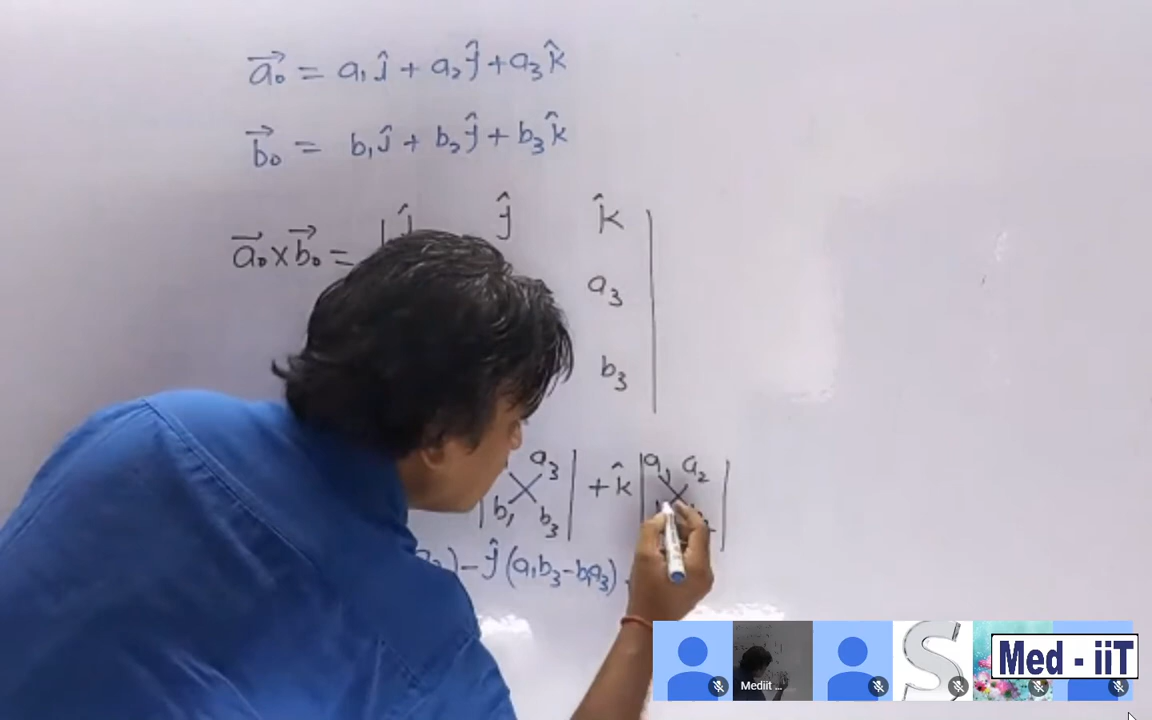 a₀⃗ = a₁î + a₂ĵ + a₃k̂
b₀⃗ = b₁î + b₂ĵ + b₃k̂
a₀⃗ × b₀⃗ = | î ĵ k̂ |
a₃
b₃
a₃ | + k̂ | a₁ a₂ |
| b₁ b₃
) − ĵ (a₁b₃ − b₁a₃)
S
Med - iiT
Mediit ...